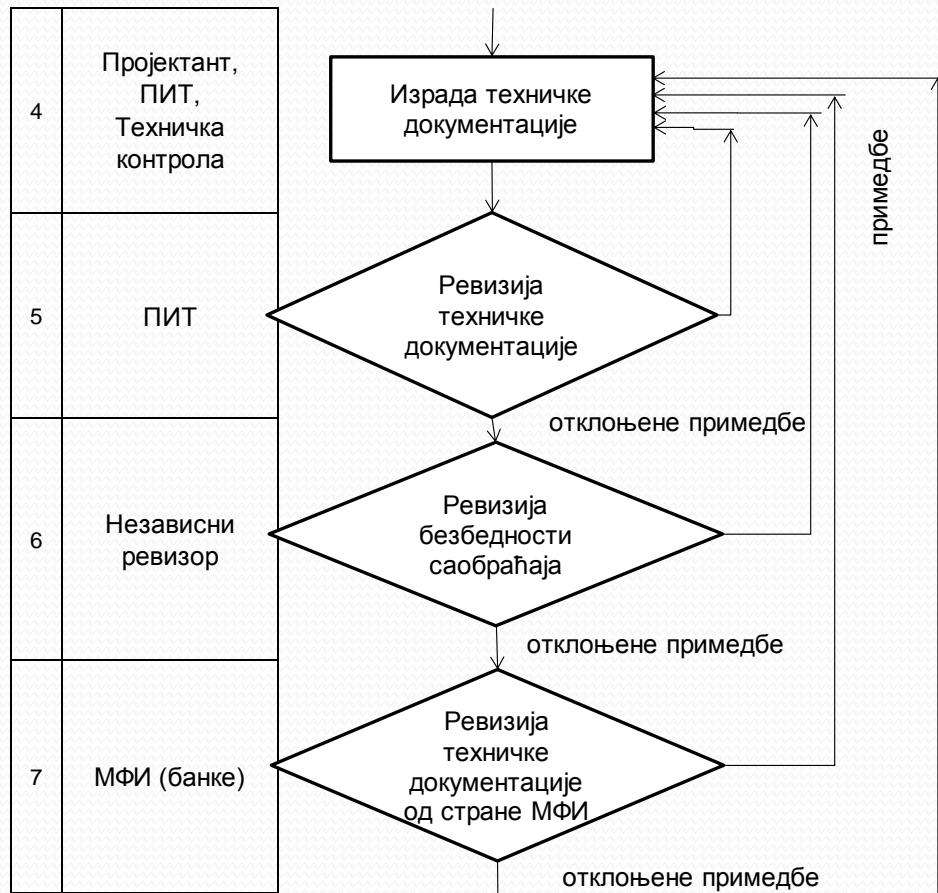 4
Пројектант,
ПИТ,
Техничка
контрола
Израда техничке
документације
примедбе
5
ПИТ
Ревизија
техничке
документације
отклоњене примедбе
6
Независни
ревизор
Ревизија
безбедности
саобраћаја
отклоњене примедбе
7
МФИ (банке)
Ревизија
техничке
документације
од стране МФИ
отклоњене примедбе